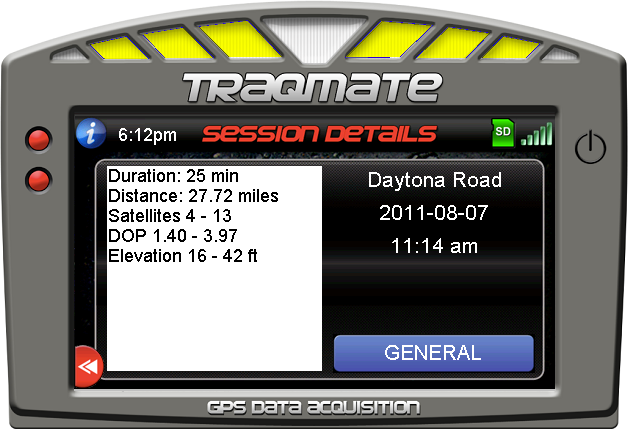 TRAQMATE
6:12pm SESSION DETAILS SD
Duration: 25 min
Distance: 27.72 miles
Satellites 4 - 13
DOP 1.40 - 3.97
Elevation 16 - 42 ft
Daytona Road
2011-08-07
11:14 am
GENERAL
GPS DATA ACQUISITION